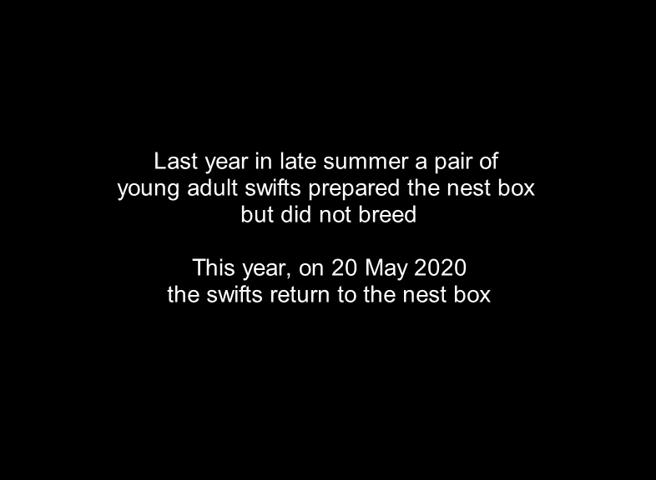 Last year in late summer a pair of
young adult swifts prepared the nest box
but did not breed
This year, on 20 May 2020
the swifts return to the nest box